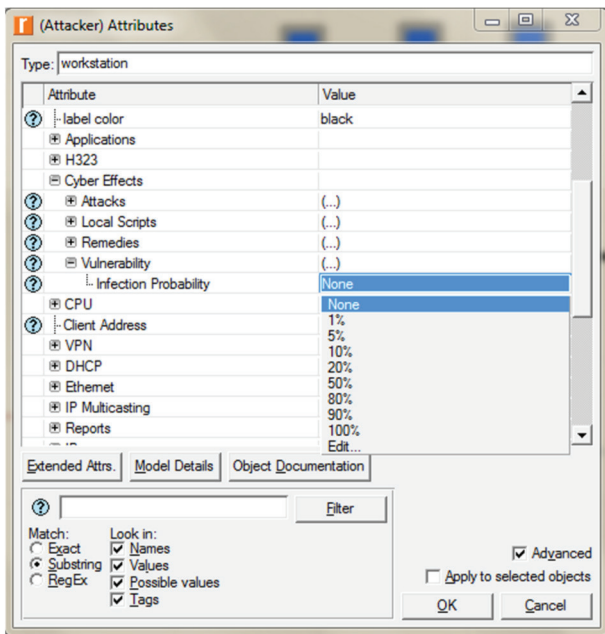 (Attacker) Attributes
Type: workstation
Attribute Value
label color black
Applications
H323
Cyber Effects
Attacks (...)
Local Scripts (...)
Remedies (...)
Vulnerability (...)
Infection Probability None
CPU None
1%
Client Address
5%
VPN
10%
DHCP
20%
Ethernet
50%
80%
IP Multicasting
90%
Reports
100%
Edit...
Extended Attrs. Model Details Object Documentation
Filter
Match: Look in:
Exact Names
Substring Values
RegEx Possible values
Tags
Advanced
Apply to selected objects
OK Cancel